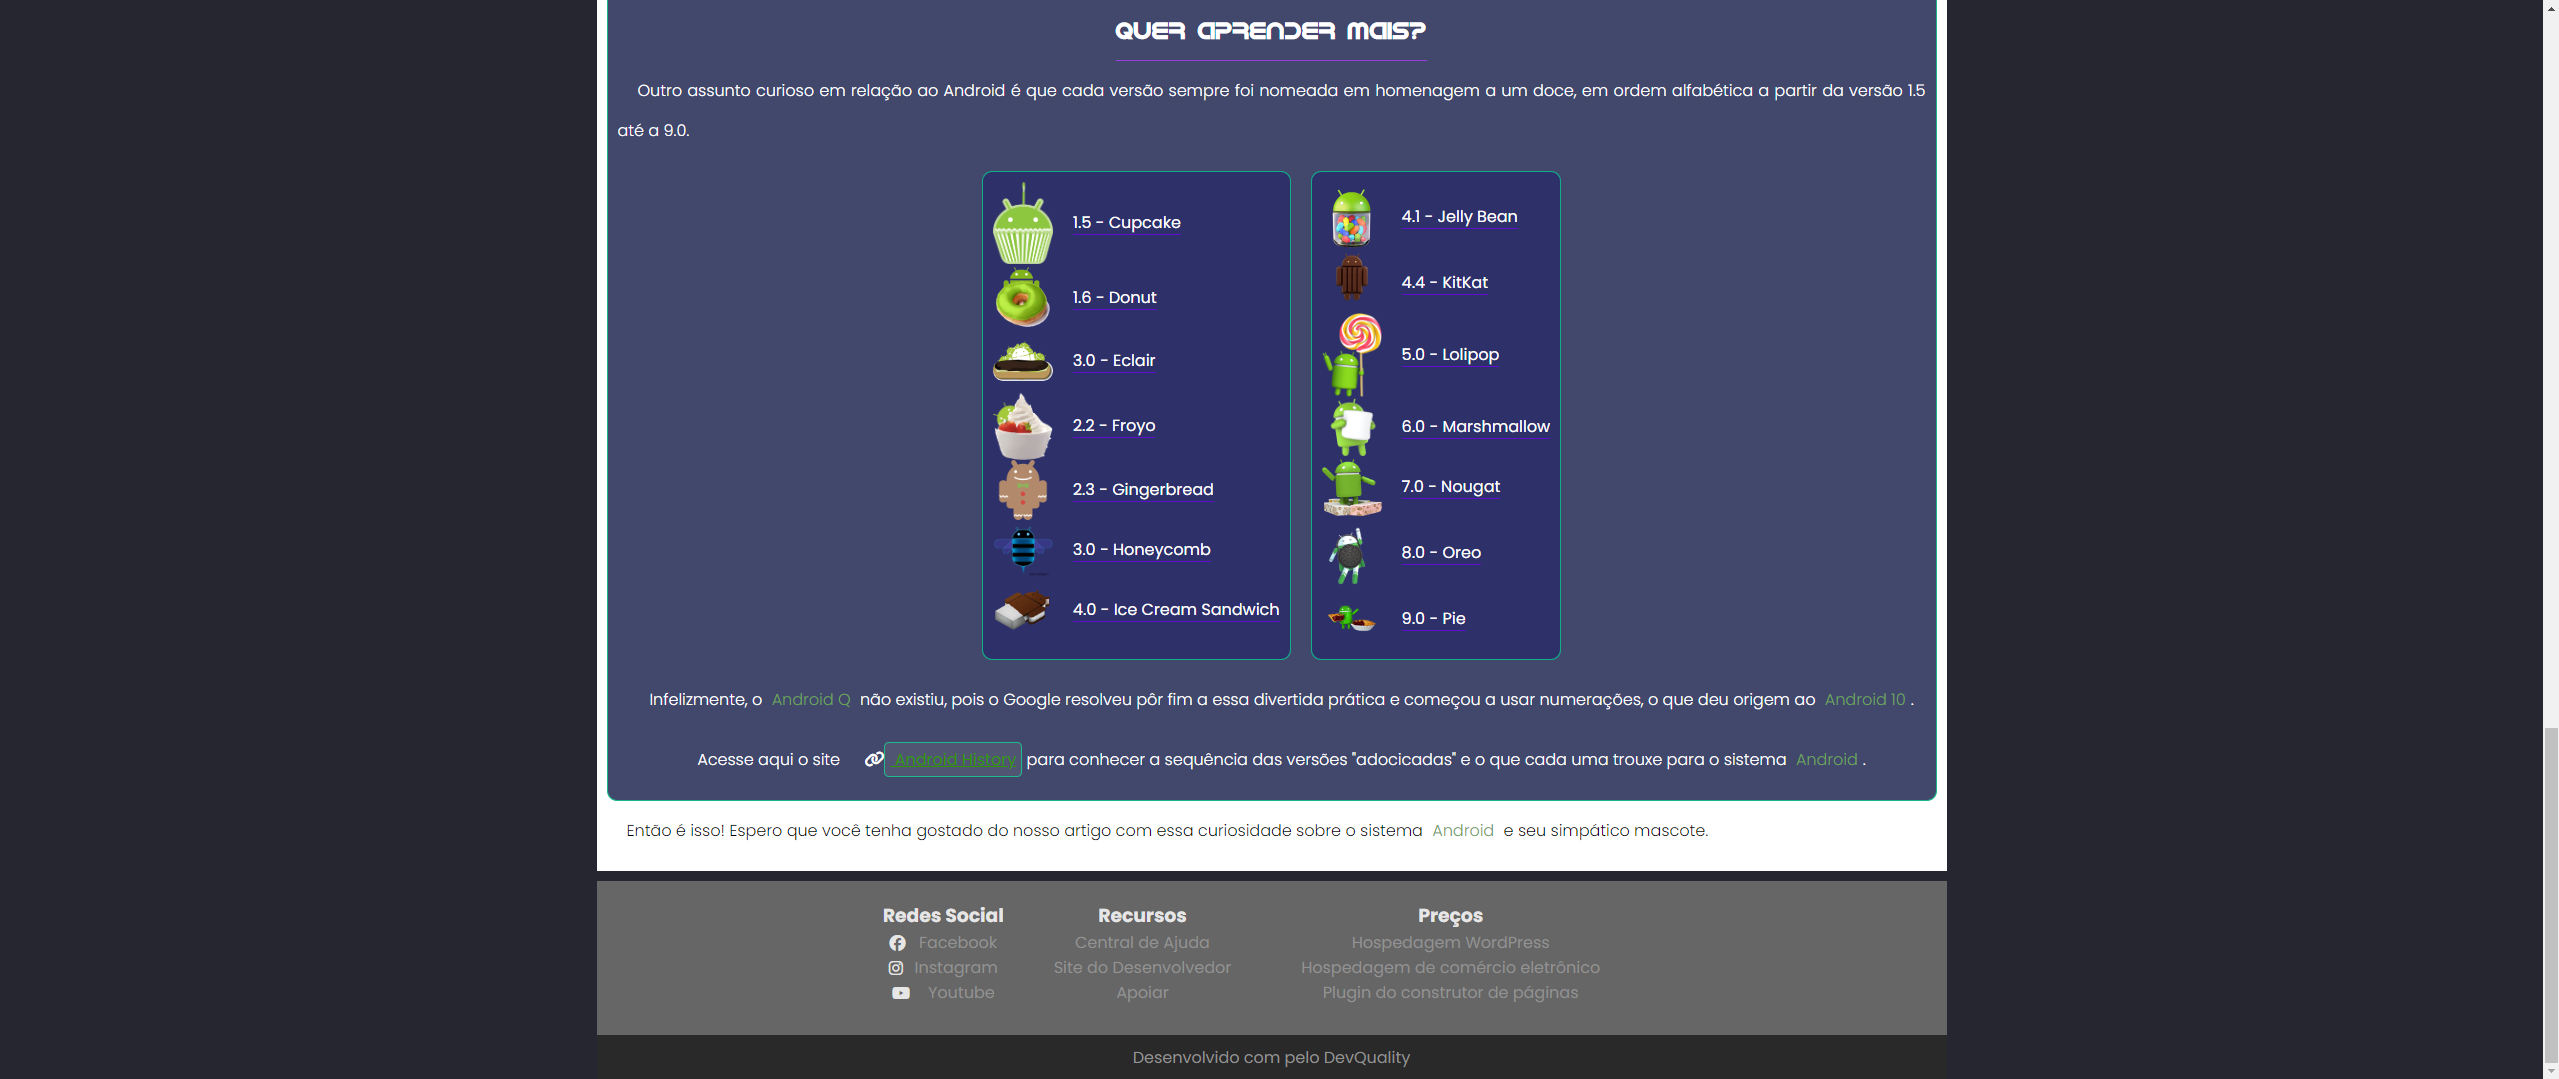 QUER APRENDER MAIS?
Outro assunto curioso em relação ao Android é que cada versão sempre foi nomeada em homenagem a um doce, em ordem alfabética a partir da versão 1.5
até a 9.0.
1.5 - Cupcake
1.6 - Donut
3.0 - Eclair
2.2 - Froyo
2.3 - Gingerbread
3.0 - Honeycomb
4.0 - Ice Cream Sandwich
4.1 - Jelly Bean
4.4 - KitKat
5.0 - Lolipop
6.0 - Marshmallow
7.0 - Nougat
8.0 - Oreo
9.0 - Pie
Infelizmente, o Android Q não existiu, pois o Google resolveu pôr fim a essa divertida prática e começou a usar numerações, o que deu origem ao Android 10 .
Acesse aqui o site Android History para conhecer a sequência das versões "adocicadas" e o que cada uma trouxe para o sistema Android .
Então é isso! Espero que você tenha gostado do nosso artigo com essa curiosidade sobre o sistema Android e seu simpático mascote.
Redes Social
Facebook
Instagram
Youtube
Recursos
Central de Ajuda
Site do Desenvolvedor
Apoiar
Preços
Hospedagem WordPress
Hospedagem de comércio eletrônico
Plugin do construtor de páginas
Desenvolvido com pelo DevQuality